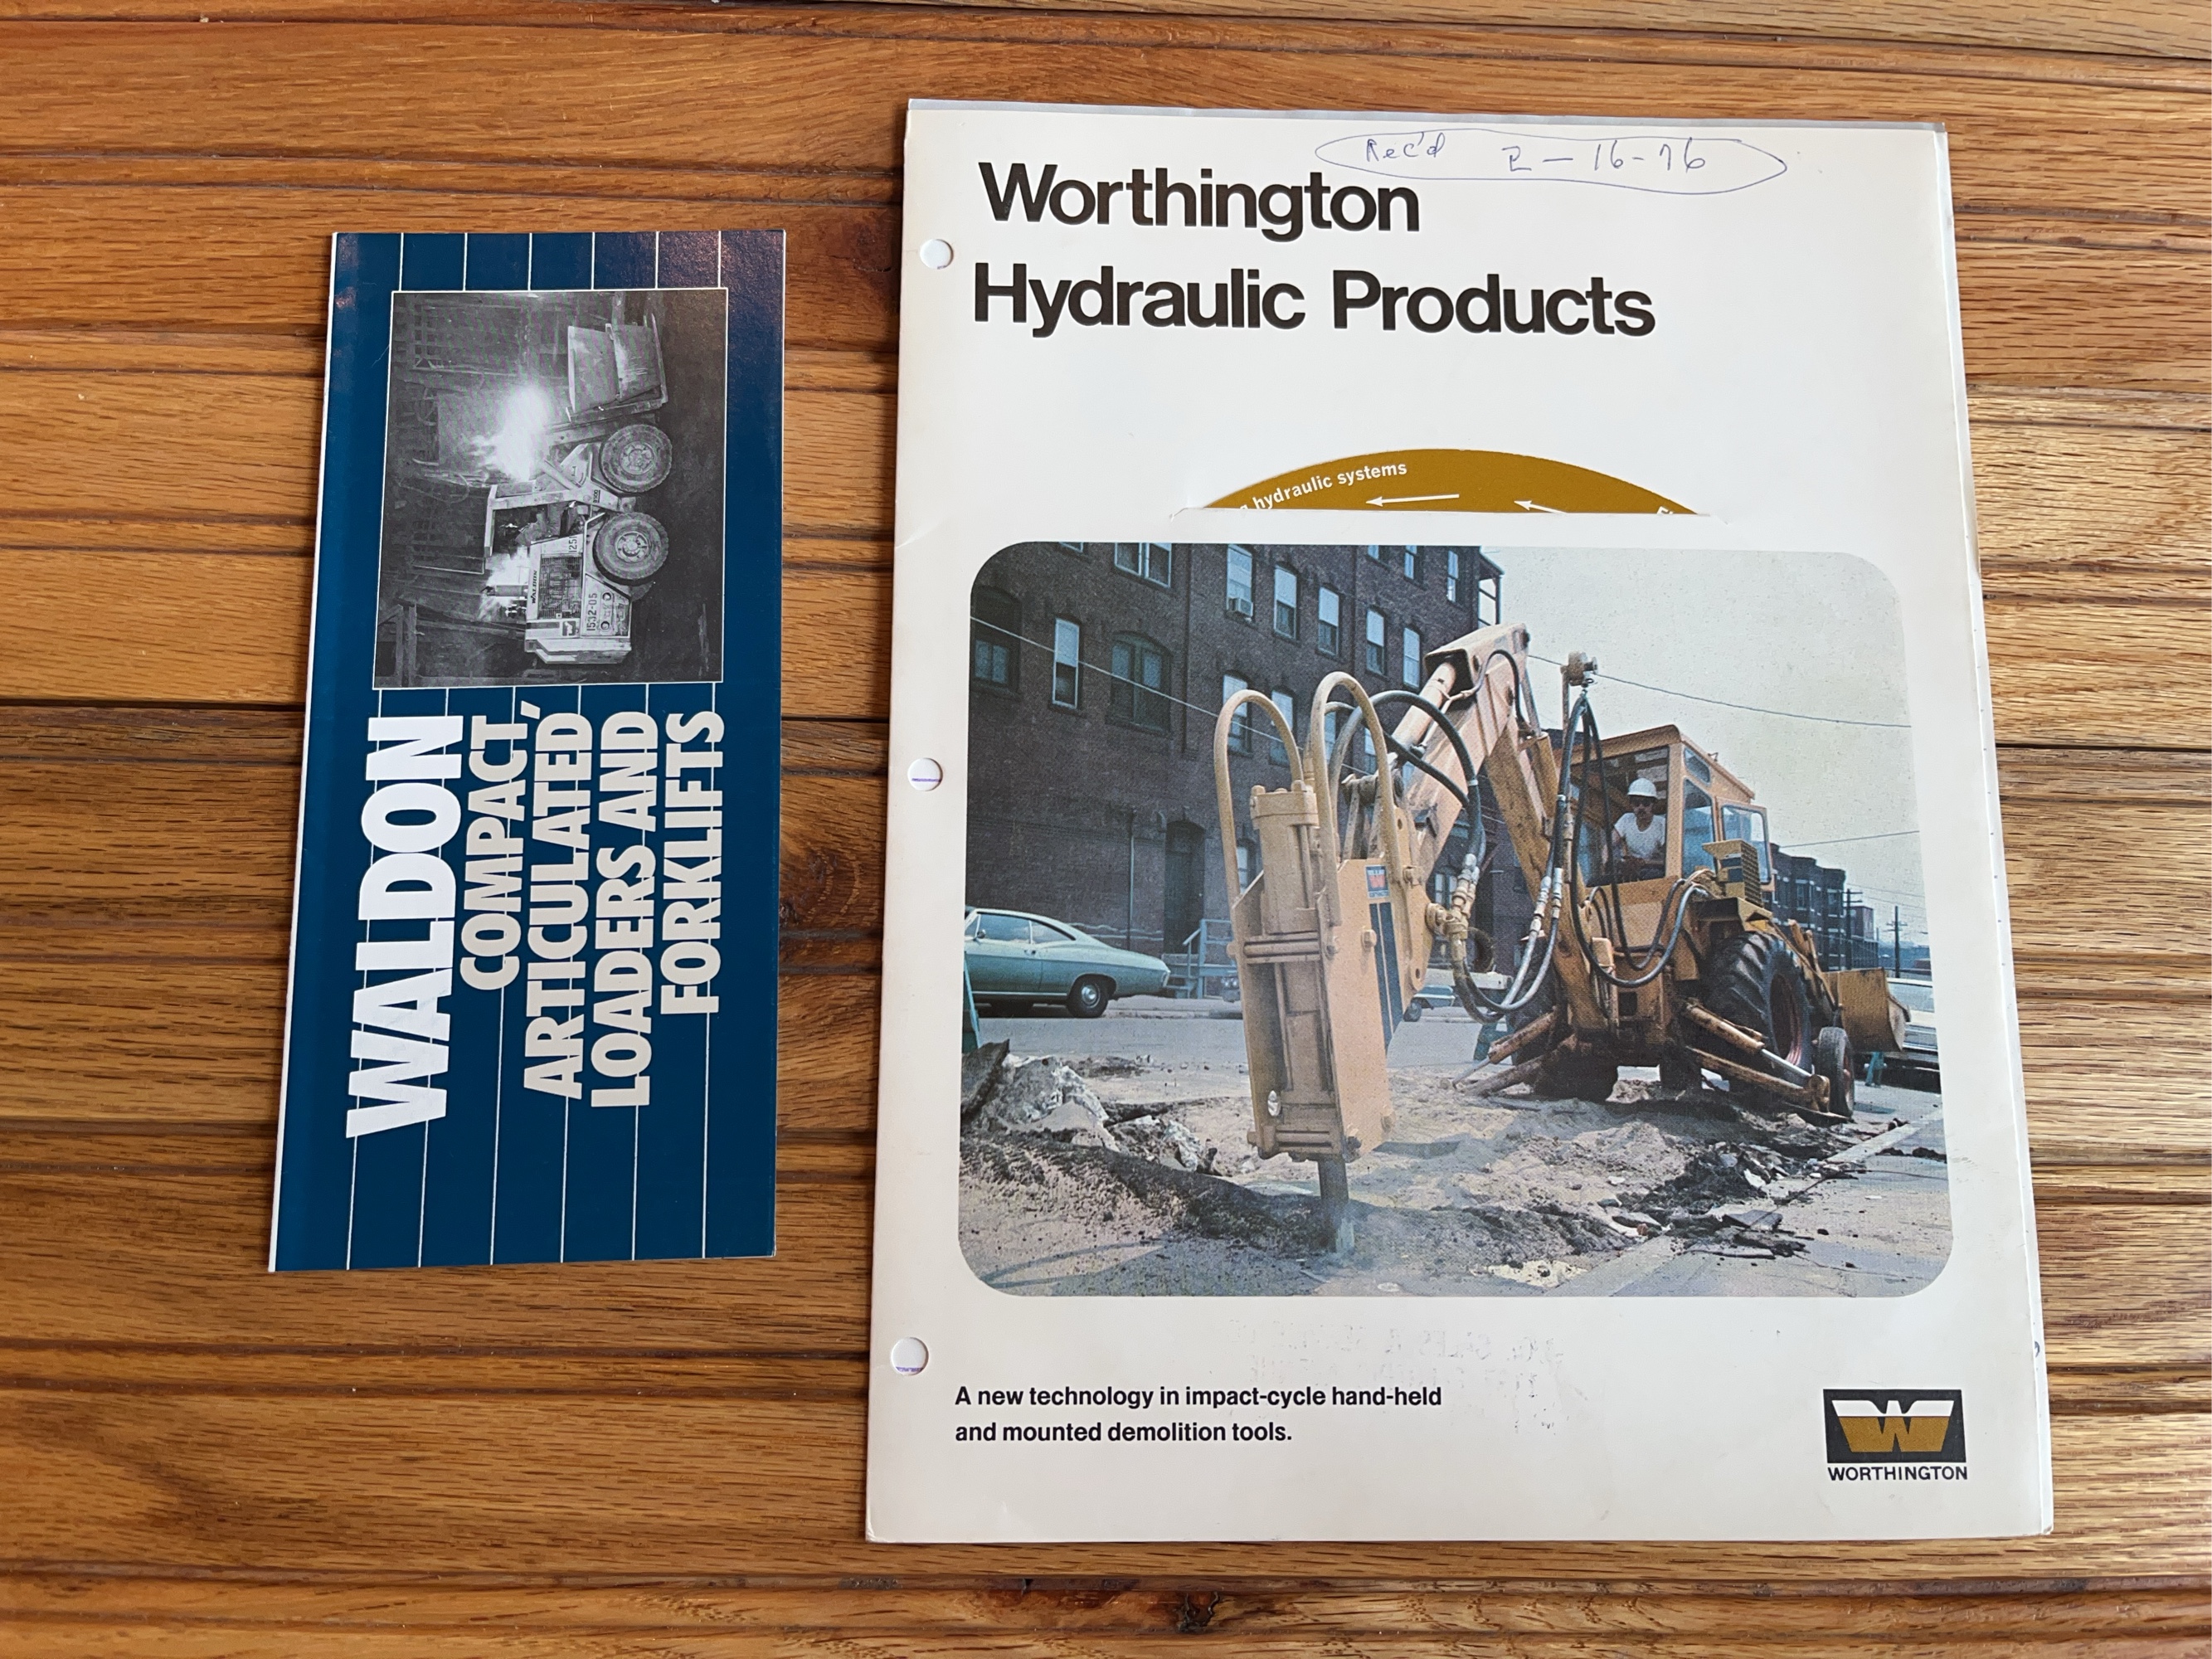 WALDON
COMPACT,
ARTICULATED,
LOADERS AND
FORKLIFTS
Rec'd 2-16-76
Worthington
Hydraulic Products
hydraulic systems
A new technology in impact-cycle hand-held
and mounted demolition tools.
W
WORTHINGTON